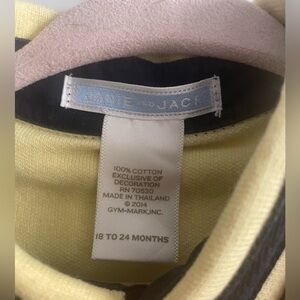 JANIE AND JACK
100% COTTON
EXCLUSIVE OF
DECORATION
RN 70530
MADE IN THAILAND
© 2014
GYM-MARK,INC.
18 TO 24 MONTHS